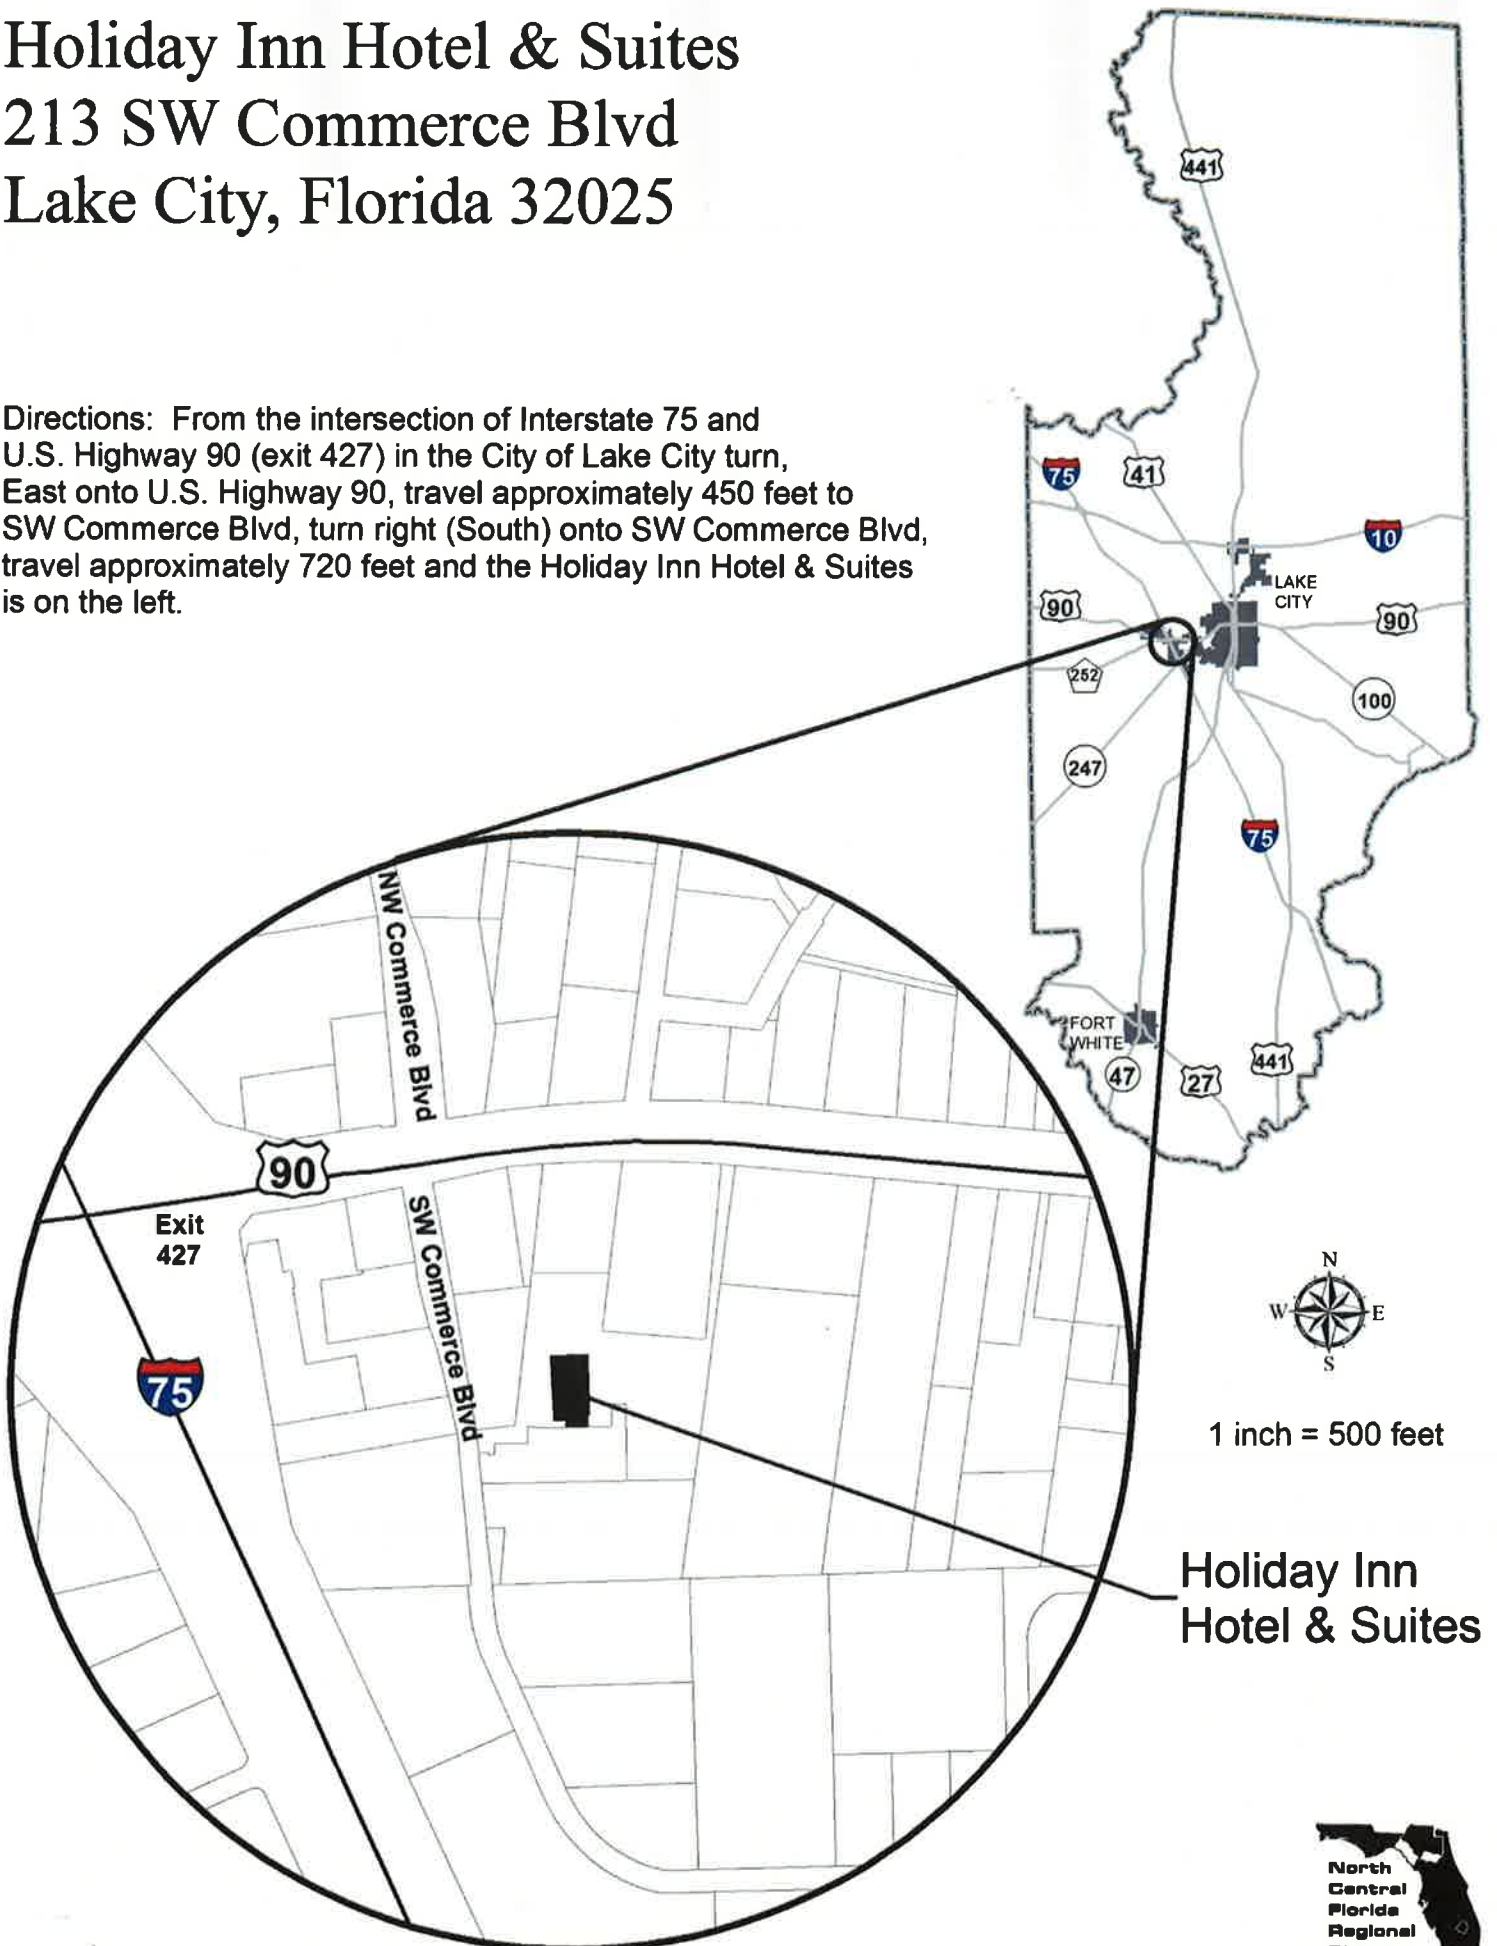 Holiday Inn Hotel & Suites
213 SW Commerce Blvd
Lake City, Florida 32025
Directions:  From the intersection of Interstate 75 and
U.S. Highway 90 (exit 427) in the City of Lake City turn,
East onto U.S. Highway 90, travel approximately 450 feet to
SW Commerce Blvd, turn right (South) onto SW Commerce Blvd,
travel approximately 720 feet and the Holiday Inn Hotel & Suites
is on the left.
441
75
41
10
LAKE
CITY
90
90
252
100
247
75
FORT
WHITE
47
27
441
NW Commerce Blvd
90
Exit
427
SW Commerce Blvd
75
N
W
E
S
1 inch = 500 feet
Holiday Inn
Hotel & Suites
North
Central
Florida
Regional